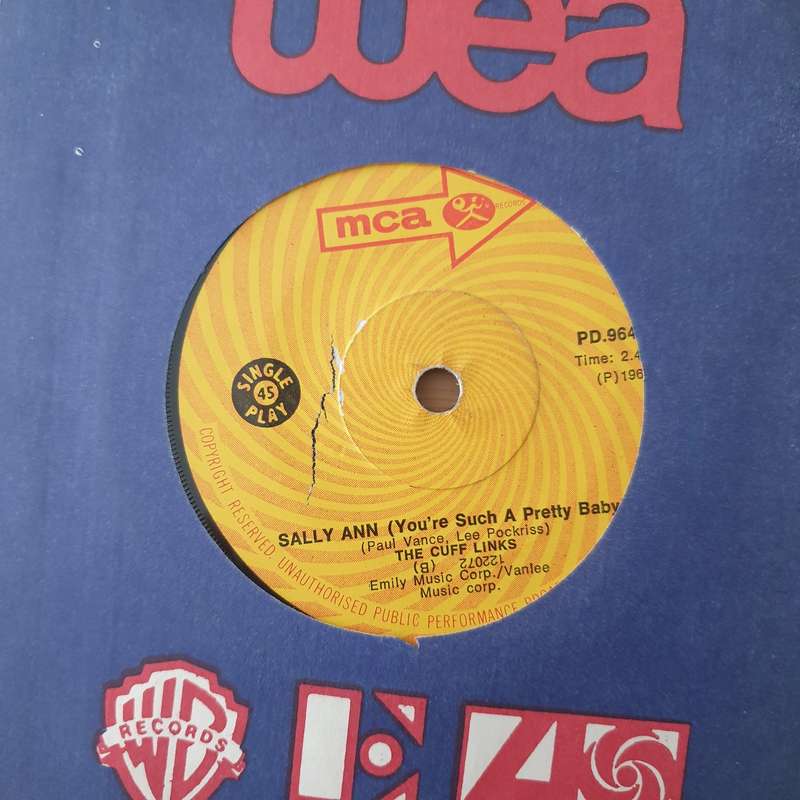 wea
mca RECORDS
PD.964
Time: 2.4
(P)196
SINGLE
45
PLAY
SALLY ANN (You're Such A Pretty Baby
(Paul Vance, Lee Pockriss)
THE CUFF LINKS
(B) 122072
Emily Music Corp./Vanlee
Music corp.
COPYRIGHT RESERVED. UNAUTHORISED PUBLIC PERFORMANCE
WB
RECORDS